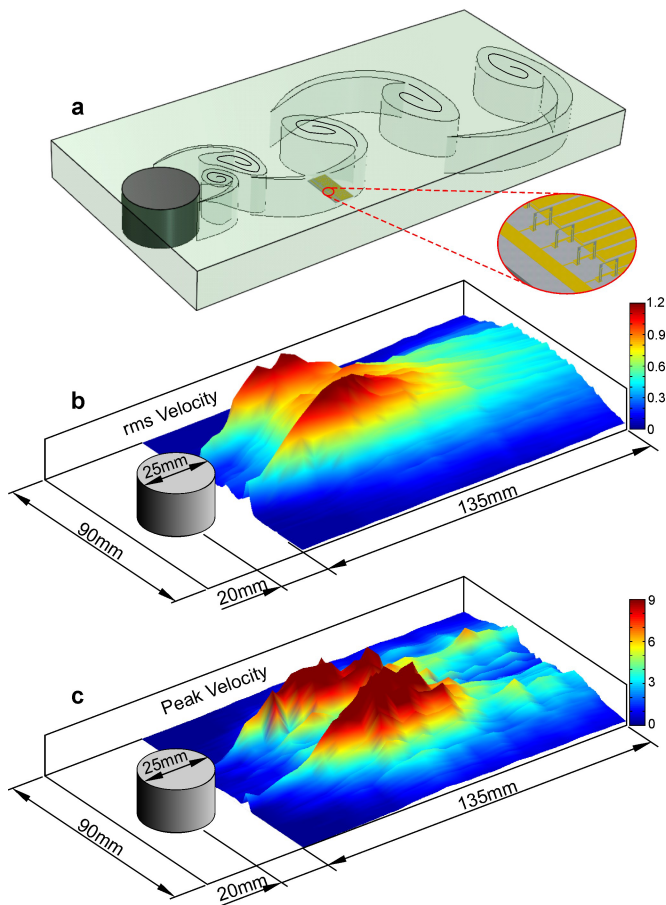 a
1.2
0.9
0.6
0.3
0
b
rms Velocity
25mm
90mm
20mm
135mm
9
6
3
0
c
Peak Velocity
25mm
90mm
20mm
135mm